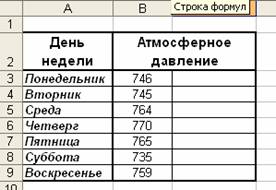 Строка формул
A B
1
2 День недели Атмосферное давление
3 Понедельник 746
4 Вторник 745
5 Среда 764
6 Четверг 770
7 Пятница 765
8 Суббота 735
9 Воскресенье 759
10